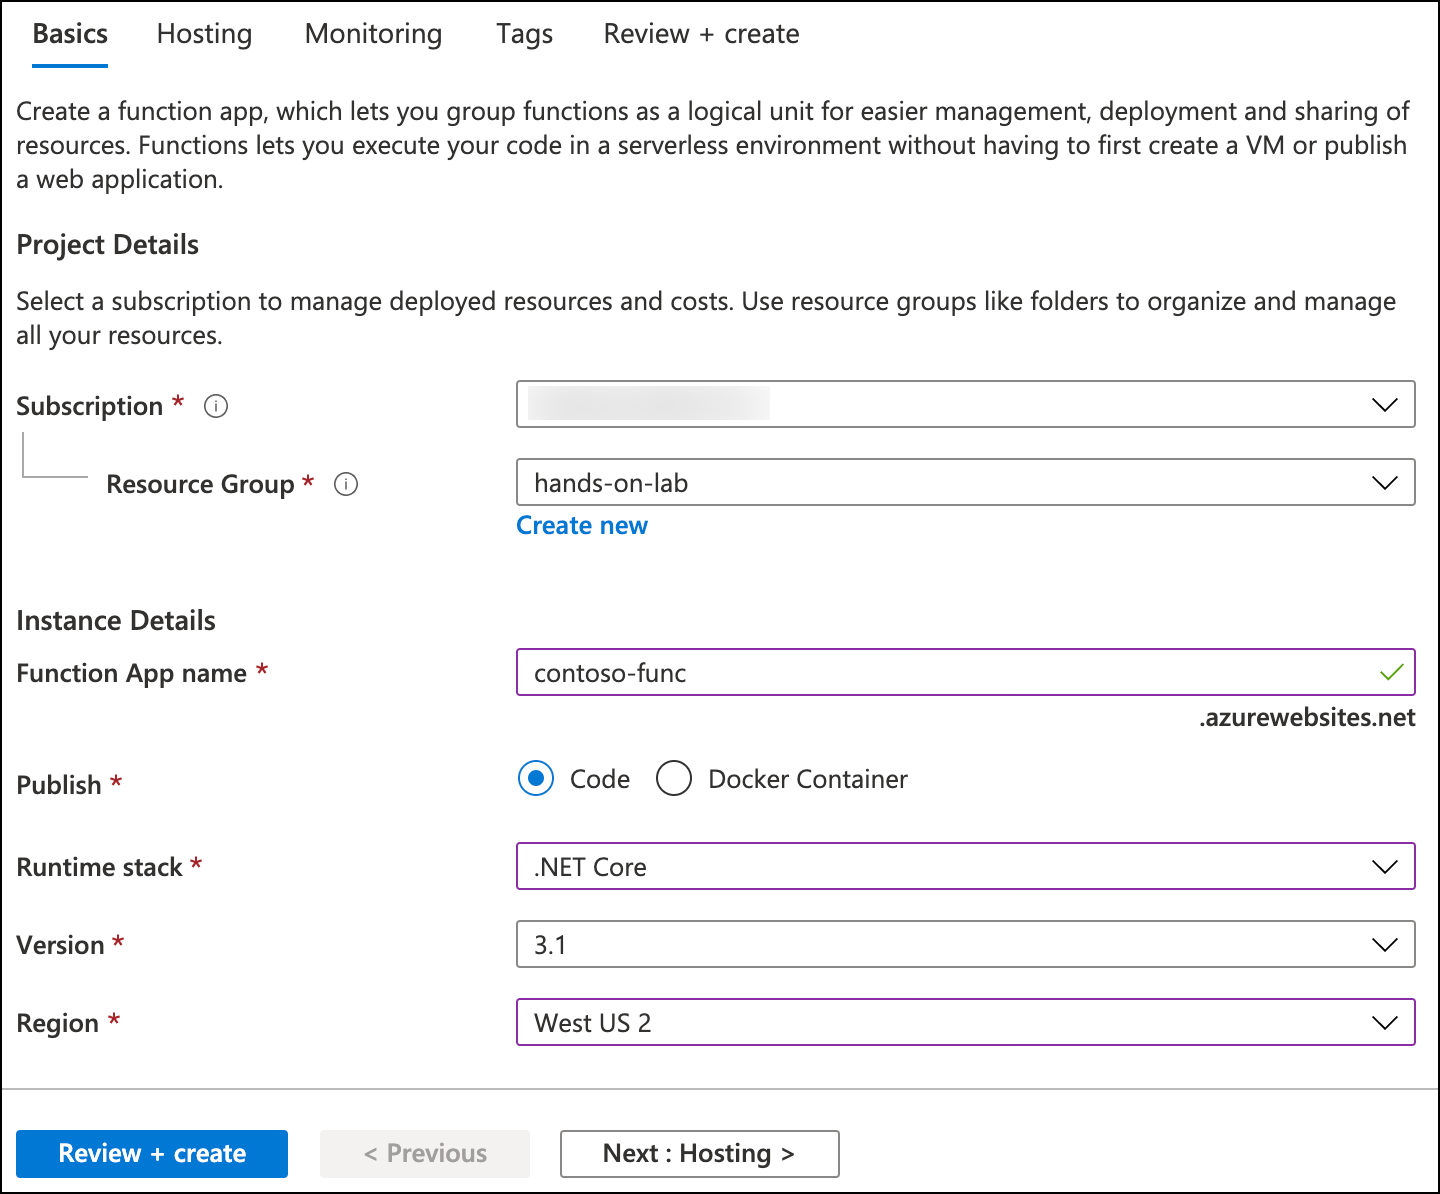 Basics Hosting Monitoring Tags Review + create
Create a function app, which lets you group functions as a logical unit for easier management, deployment and sharing of
resources. Functions lets you execute your code in a serverless environment without having to first create a VM or publish
a web application.
Project Details
Select a subscription to manage deployed resources and costs. Use resource groups like folders to organize and manage
all your resources.
Subscription *
Resource Group * hands-on-lab
Create new
Instance Details
Function App name * contoso-func
.azurewebsites.net
Publish * Code Docker Container
Runtime stack * .NET Core
Version * 3.1
Region * West US 2
Review + create < Previous Next : Hosting >